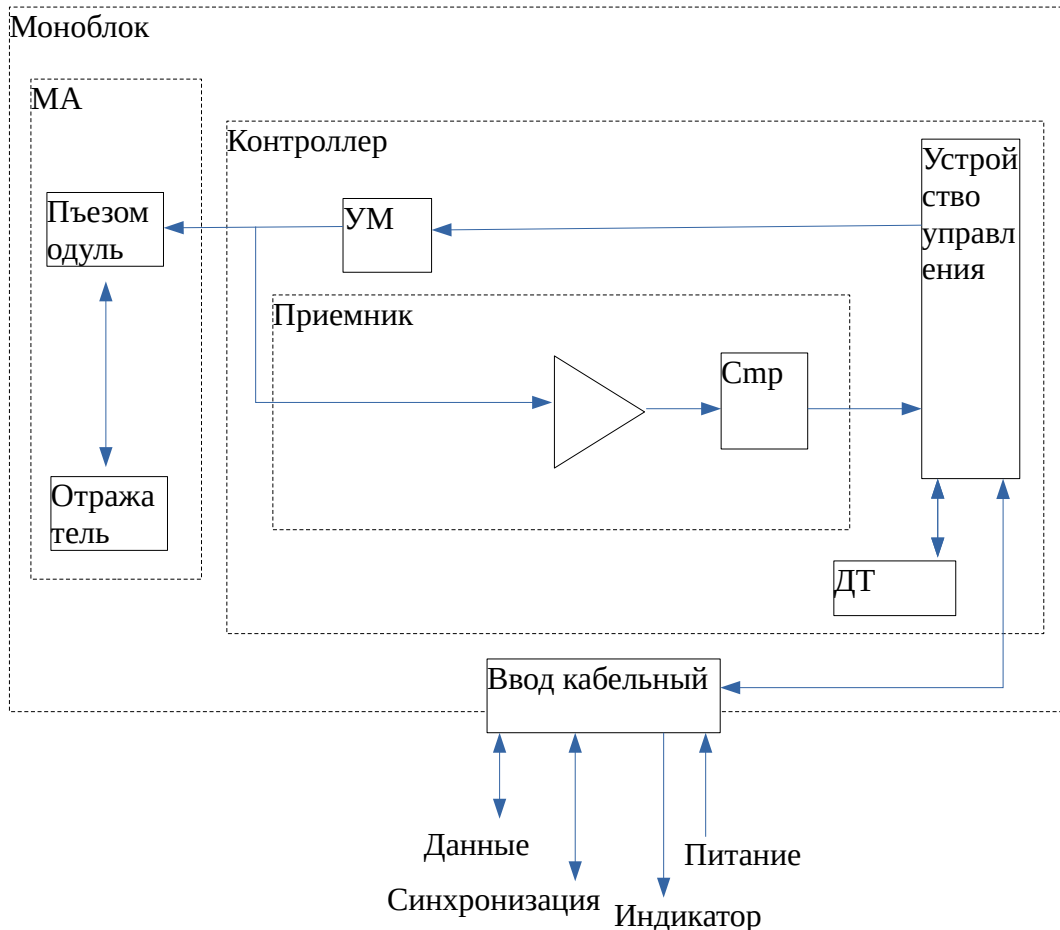 Моноблок
МА
Контроллер
Устрой
ство
управл
ения
Пъезом
одуль
УМ
Приемник
Cmp
Отража
тель
ДТ
Ввод кабельный
Данные
Питание
Синхронизация
Индикатор